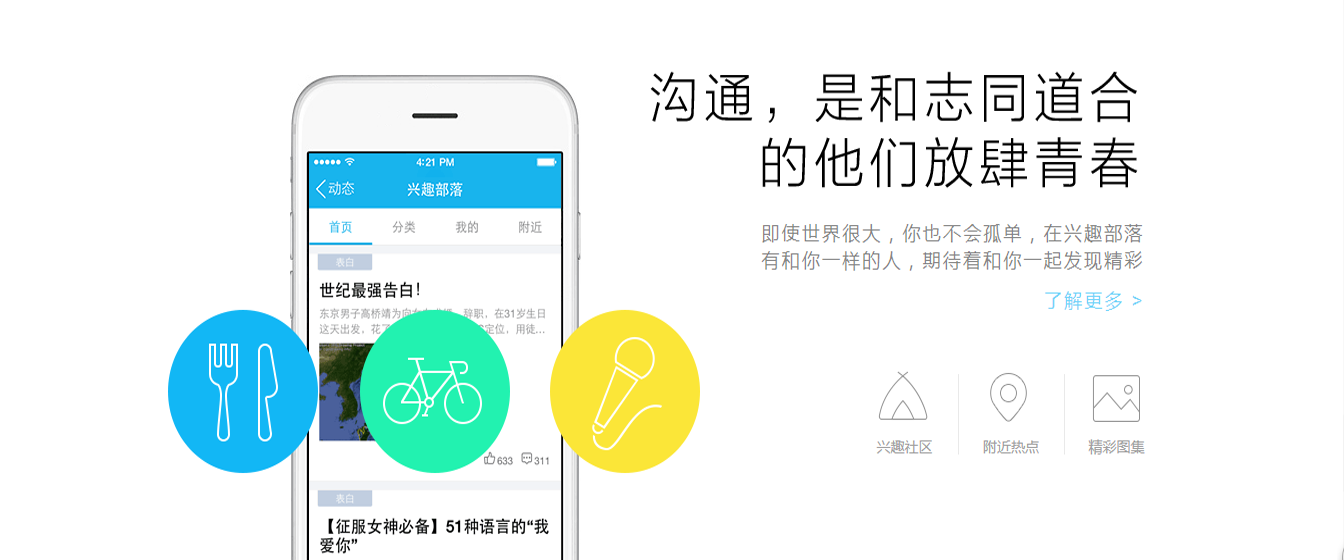 沟通，是和志同道合
的他们放肆青春
即使世界很大，你也不会孤单，在兴趣部落
有和你一样的人，期待着和你一起发现精彩
了解更多 >
兴趣社区
附近热点
精彩图集
4:21 PM
动态
兴趣部落
首页
分类
我的
附近
表白
世纪最强告白！
东京男子高桥靖为向女 辞职，在31岁生日
这天出发，花了 定位，用徒...
633
311
表白
【征服女神必备】51种语言的“我
爱你”